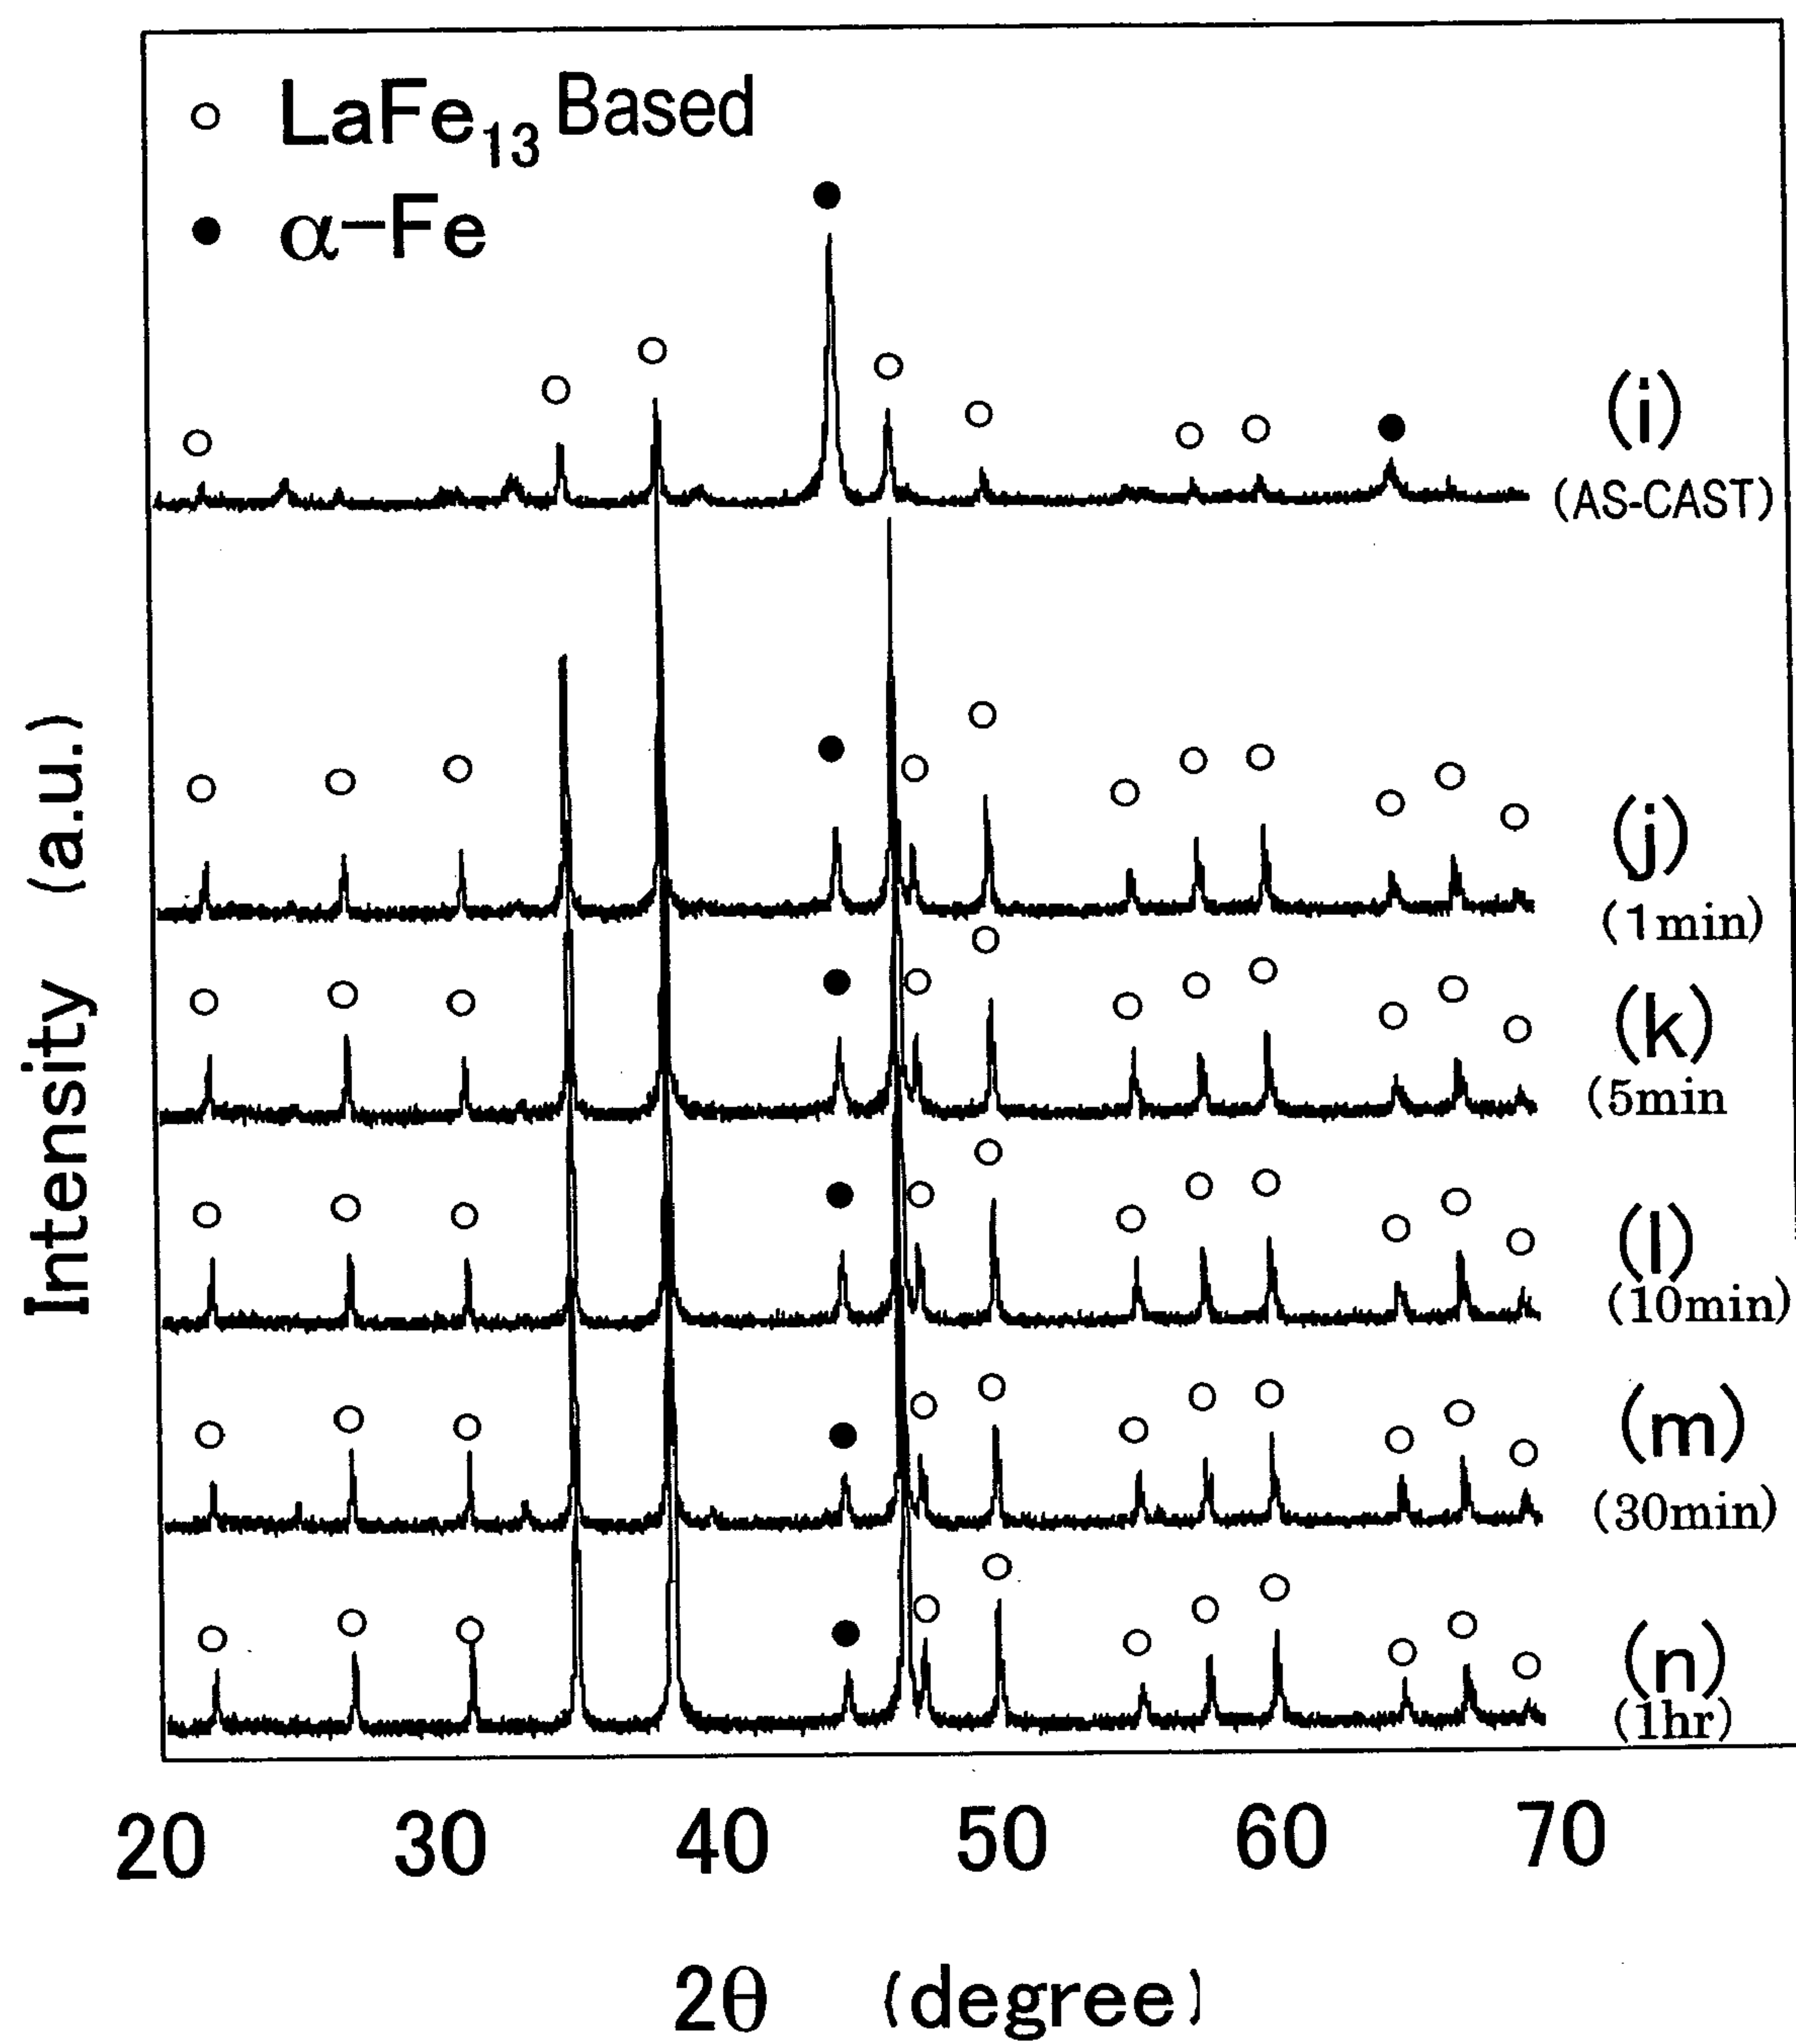 ○ LaFe13 Based
● α-Fe
(i)
(AS-CAST)
(j)
(1min)
(k)
(5min
(l)
(10min)
(m)
(30min)
(n)
(1hr)
Intensity (a.u.)
20 30 40 50 60 70
2θ (degree)